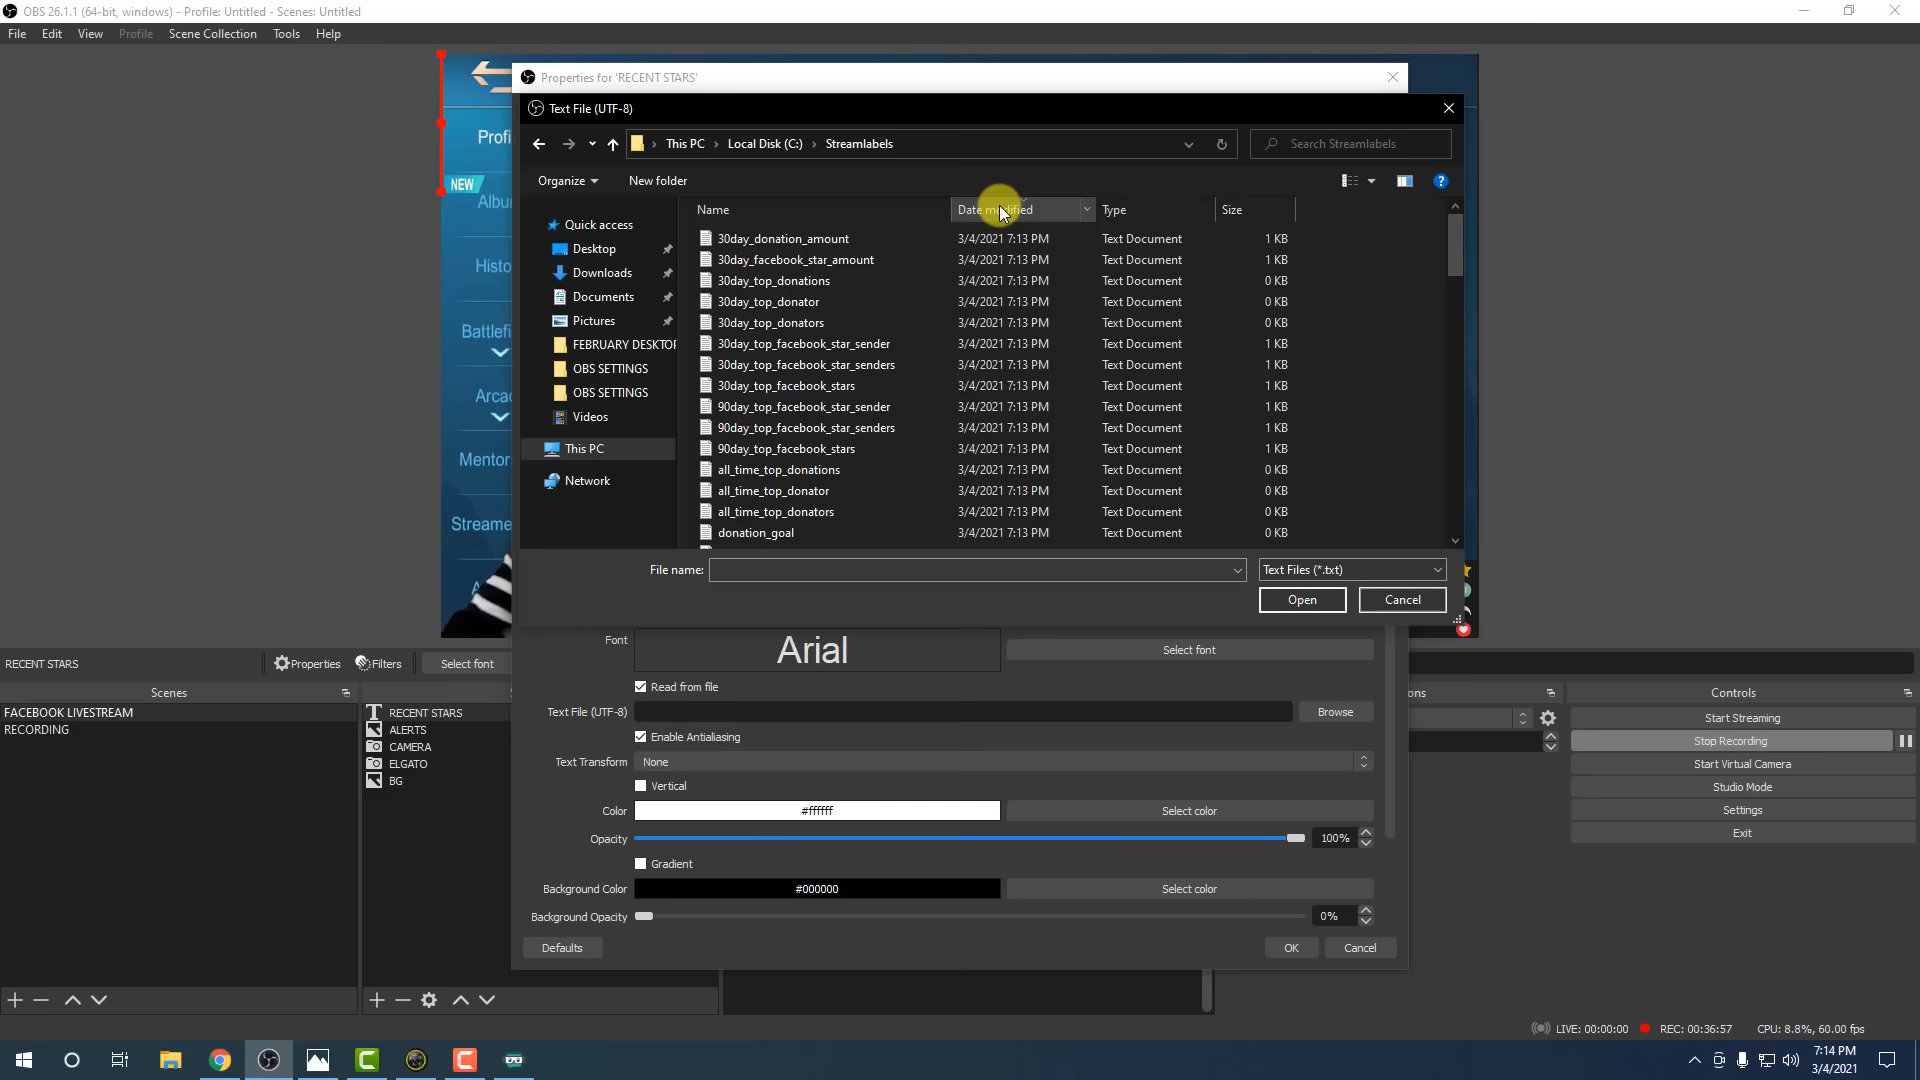 OBS 26.1.1 (64-bit, windows) - Profile: Untitled - Scenes: Untitled
File Edit View Profile Scene Collection Tools Help
Properties for 'RECENT STARS'
Text File (UTF-8)
This PC Local Disk (C:) Streamlabels
Search Streamlabels
Organize New folder
Name Date modified Type Size
Quick access
Desktop
Downloads
Documents
Pictures
FEBRUARY DESKTO
OBS SETTINGS
OBS SETTINGS
Videos
This PC
Network
30day_donation_amount 3/4/2021 7:13 PM Text Document 1 KB
30day_facebook_star_amount 3/4/2021 7:13 PM Text Document 1 KB
30day_top_donations 3/4/2021 7:13 PM Text Document 0 KB
30day_top_donator 3/4/2021 7:13 PM Text Document 0 KB
30day_top_donators 3/4/2021 7:13 PM Text Document 0 KB
30day_top_facebook_star_sender 3/4/2021 7:13 PM Text Document 1 KB
30day_top_facebook_star_senders 3/4/2021 7:13 PM Text Document 1 KB
30day_top_facebook_stars 3/4/2021 7:13 PM Text Document 1 KB
90day_top_facebook_star_sender 3/4/2021 7:13 PM Text Document 1 KB
90day_top_facebook_star_senders 3/4/2021 7:13 PM Text Document 1 KB
90day_top_facebook_stars 3/4/2021 7:13 PM Text Document 1 KB
all_time_top_donations 3/4/2021 7:13 PM Text Document 0 KB
all_time_top_donator 3/4/2021 7:13 PM Text Document 0 KB
all_time_top_donators 3/4/2021 7:13 PM Text Document 0 KB
donation_goal 3/4/2021 7:13 PM Text Document 0 KB
File name: Text Files (*.txt)
Open Cancel
Profi
NEW
Albu
Histo
Battlefi
Arca
Mentor
Streame
A
Font Arial Select font
Read from file
Text File (UTF-8) Browse
Enable Antialiasing
Text Transform None
Vertical
Color #ffffff Select color
Opacity 100%
Gradient
Background Color #000000 Select color
Background Opacity 0%
Defaults OK Cancel
RECENT STARS Properties Filters Select font
Scenes
FACEBOOK LIVESTREAM
RECORDING
S
RECENT STARS
ALERTS
CAMERA
ELGATO
BG
ons
Controls
Start Streaming
Stop Recording
Start Virtual Camera
Studio Mode
Settings
Exit
LIVE: 00:00:00 REC: 00:36:57 CPU: 8.8%, 60.00 fps
7:14 PM
3/4/2021